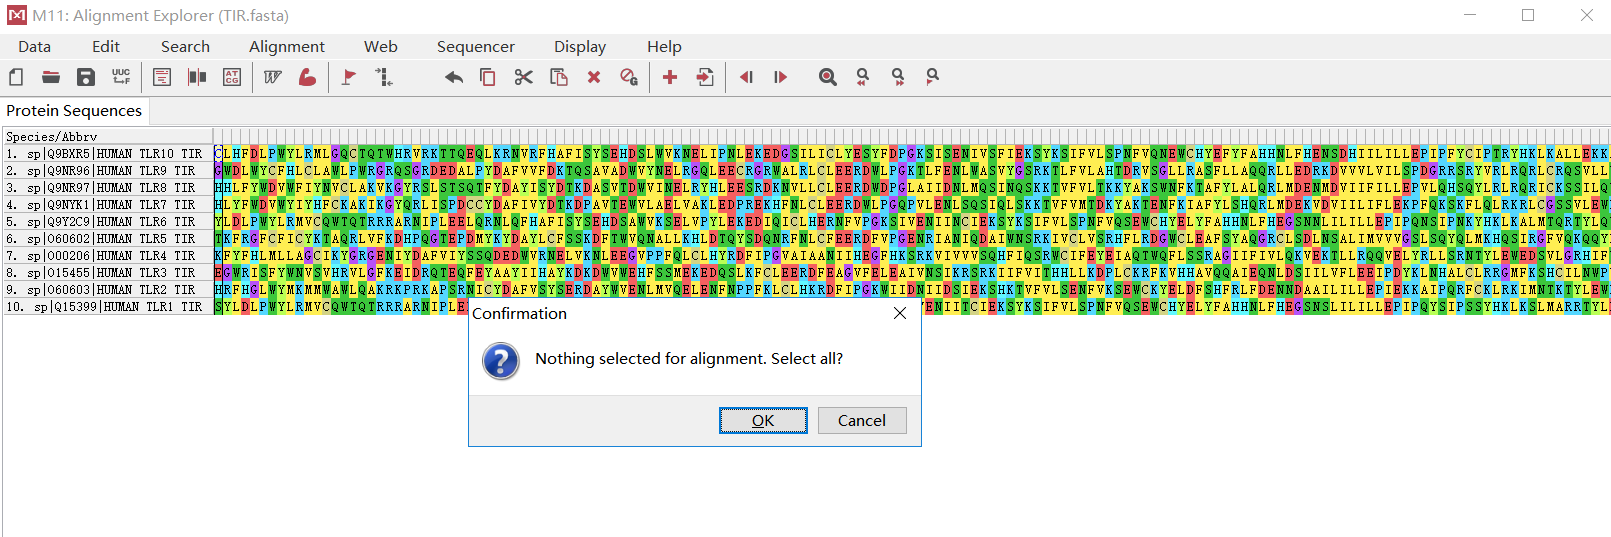 M11: Alignment Explorer (TIR.fasta)
Data Edit Search Alignment Web Sequencer Display Help
UUC F W AT CG G
Protein Sequences
Species/Abbrv
1. sp|Q9BXR5|HUMAN TLR10 TIR CLHFDLPWYLRMLGQCTQTWHRVRKTTQEQLKRNVRFHAFISYSEHDSLWVKNELIPNLEKEDGSILICLYESYFDPGKSISENIVSFIEKSYKSIFVLSPNFVQNEWCHYEFYFAHHNLFHENSDHIILILLEPIPFYCIPTRYHKLKALLEKK
2. sp|Q9NR96|HUMAN TLR9 TIR GWDLWYCFHLCLAWLPWRGRQSGRDEDALPYDAFVVFDKTQSAVADWVYNELRGQLEECRGRWALRLCLEERDWLPGKTLFENLWASVYGSRKTLFVLAHTDRVSGLLRASFLLAQQRLLEDRKDVVVLVILSPDGRRSRYVRLRQRLCRQSVLL
3. sp|Q9NR97|HUMAN TLR8 TIR HHLFYWDVWFIYNVCLAKVKGYRSLSTSQTFYDAYISYDTKDASVTDWVINELRYHLEESRDKNVLLCLEERDWDPGLAIIDNLMQSINQSKKTVFVLTKKYAKSWNFKTAFYLALQRLMDENMDVIIFILLEPVLQHSQYLRLRQRICKSSILQ
4. sp|Q9NYK1|HUMAN TLR7 TIR HLYFWDVWYIYHFCKAKIKGYQRLISPDCCYDAFIVYDTKDPAVTEWVLAELVAKLEDPREKHFNLCLEERDWLPGQPVLENLSQSIQLSKKTVFVMTDKYAKTENFKIAFYLSHQRLMDEKVDVIILIFLEKPFQKSKFLQLRKRLCGSSVLEW
5. sp|Q9Y2C9|HUMAN TLR6 TIR YLDLPWYLRMVCQWTQTRRRARNIPLEELQRNLQFHAFISYSEHDSAWVKSELVPYLEKEDIQICLHERNFVPGKSIVENIINCIEKSYKSIFVLSPNFVQSEWCHYELYFAHHNLFHEGSNNLILILLEPIPQNSIPNKYHKLKALMTQRTYLQ
6. sp|O60602|HUMAN TLR5 TIR TKFRGFCFICYKTAQRLVFKDHPQGTEPDMYKYDAYLCFSSKDFTWVQNALLKHLDTQYSDQNRFNLCFEERDFVPGENRIANIQDAIWNSRKIVCLVSRHFLRDGWCLEAFSYAQGRCLSDLNSALIMVVVGSLSQYQLMKHQSIRGFVQKQQY
7. sp|O00206|HUMAN TLR4 TIR KFYFHLMLLAGCIKYGRGENIYDAFVIYSSQDEDWVRNELVKNLEEGVPPFQLCLHYRDFIPGVAIAANIIHEGFHKSRKVIVVVSQHFIQSRWCIFEYEIAQTWQFLSSRAGIIFIVLQKVEKTLLRQQVELYRLLSRNTYLEWEDSVLGRHIF
8. sp|O15455|HUMAN TLR3 TIR EGWRISFYWNVSVHRVLGFKEIDRQTEQFEYAAYIIHAYKDKDWVWEHFSSMEKEDQSLKFCLEERDFEAGVFELEAIVNSIKRSRKIIFVITHHLLKDPLCKRFKVHHAVQQAIEQNLDSIILVFLEEIPDYKLNHALCLRRGMFKSHCILNWP
9. sp|O60603|HUMAN TLR2 TIR HRFHGLWYMKMMWAWLQAKRKPRKAPSRNICYDAFVSYSERDAYWVENLMVQELENFNPPFKLCLHKRDFIPGKWIIDNIIDSIEKSHKTVFVLSENFVKSEWCKYELDFSHFRLFDENNDAAILILLEPIEKKAIPQRFCKLRKIMNTKTYLEW
10. sp|Q15399|HUMAN TLR1 TIR SYLDLPWYLRMVCQWTQTRRRARNIPLE ENIITCIEKSYKSIFVLSPNFVQSEWCHYELYFAHHNLFHEGSNSLILILLEPIPQYSIPSSYHKLKSLMARRTYL
Confirmation
Nothing selected for alignment. Select all?
OK Cancel